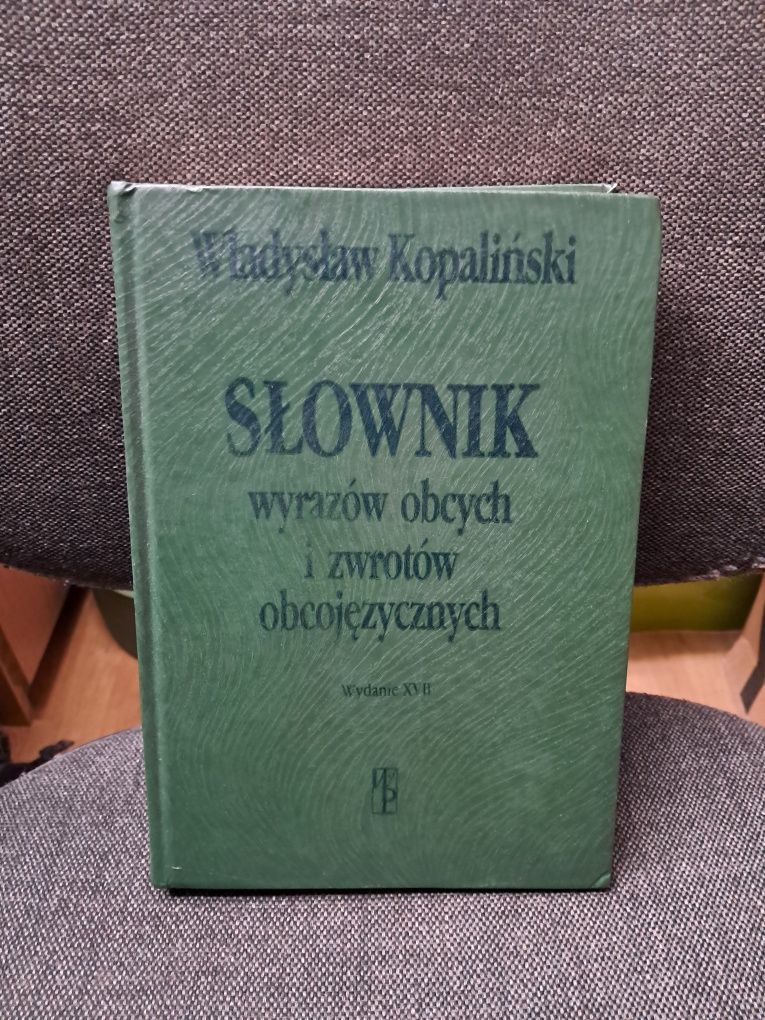 Władysław Kopaliński
SŁOWNIK
wyrazów obcych
i zwrotów
obcojęzycznych
Wydanie XVII